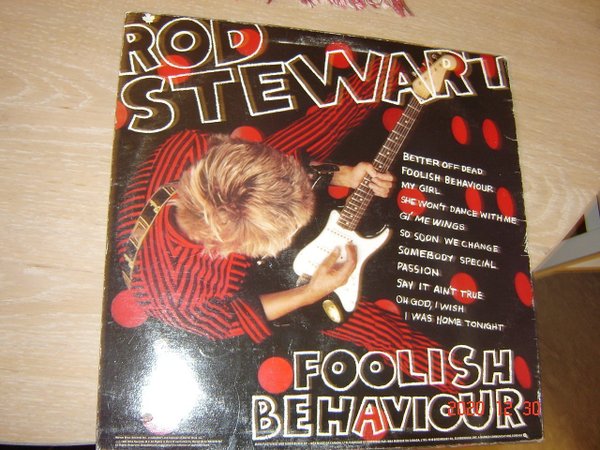 ROD
STEWART
BETTER OFF DEAD
FOOLISH BEHAVIOUR
MY GIRL
SHE WON'T DANCE WITH ME
GI' ME WINGS
SO SOON WE CHANGE
SOMEBODY SPECIAL
PASSION
SAY IT AIN'T TRUE
OH GOD, I WISH
I WAS HOME TONIGHT
FOOLISH
BEHAVIOUR
2020 12 30